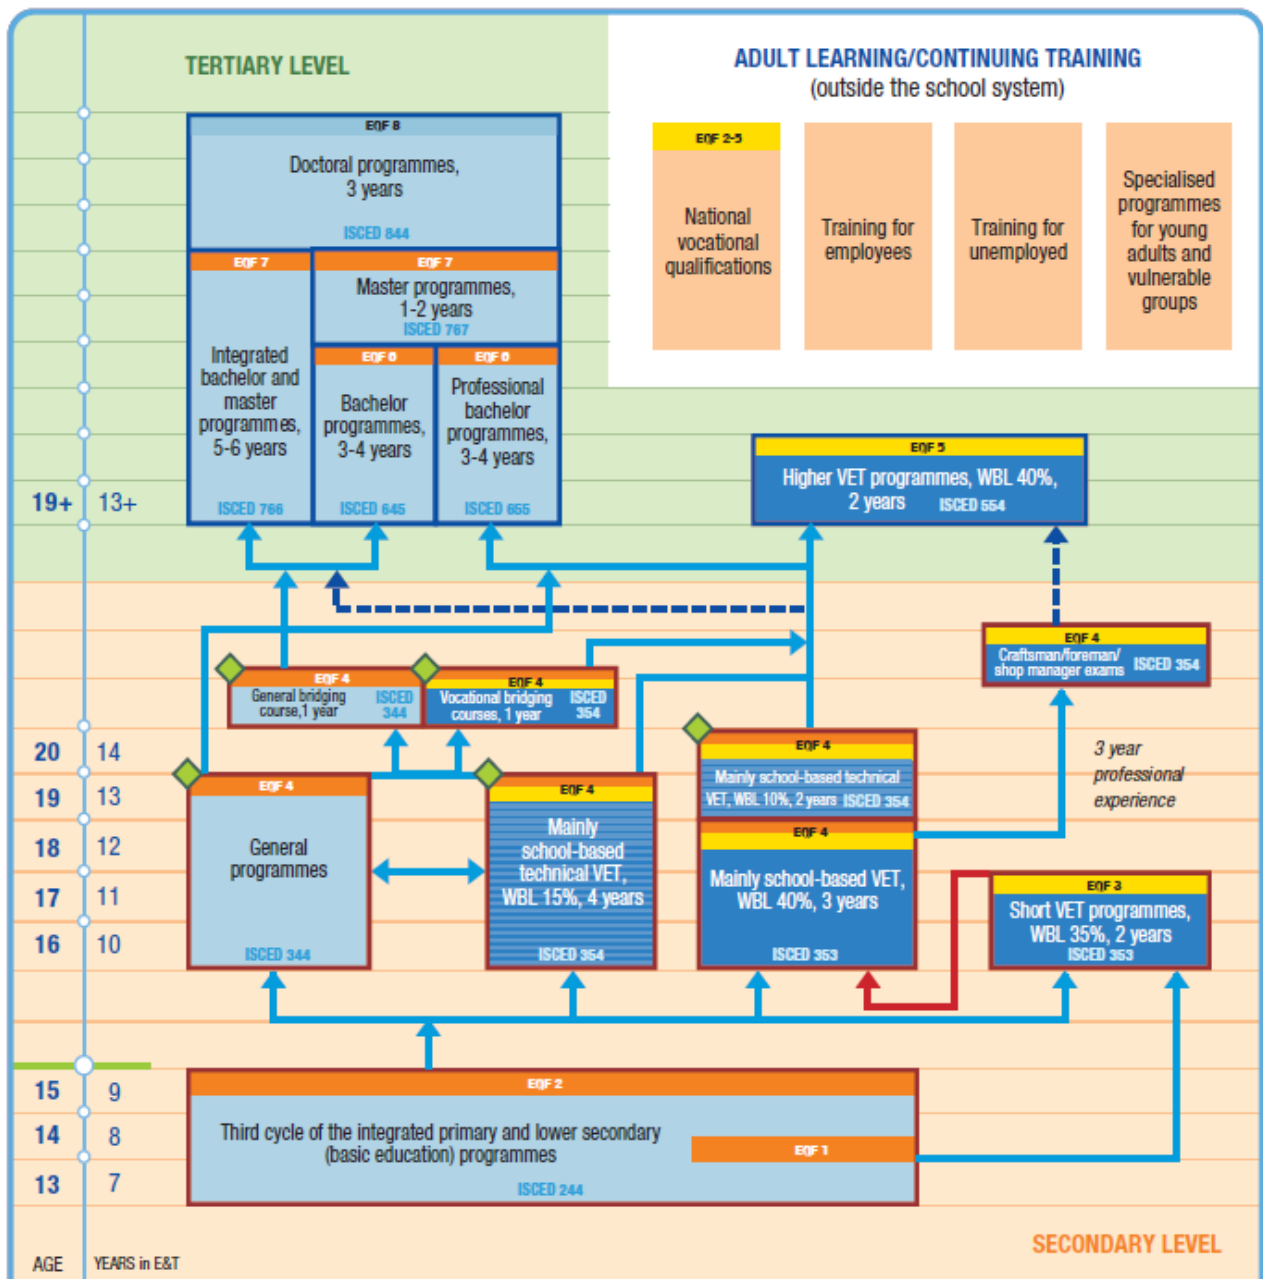 TERTIARY LEVEL
ADULT LEARNING/CONTINUING TRAINING
(outside the school system)
EQF 2-5
National
vocational
qualifications
Training for
employees
Training for
unemployed
Specialised
programmes
for young
adults and
vulnerable
groups
EQF 8
Doctoral programmes,
3 years
ISCED 844
EQF 7
Integrated
bachelor and
master
programmes,
5-6 years
ISCED 766
EQF 7
Master programmes,
1-2 years
ISCED 767
EQF 6
Bachelor
programmes,
3-4 years
ISCED 645
EQF 6
Professional
bachelor
programmes,
3-4 years
ISCED 655
EQF 5
Higher VET programmes, WBL 40%,
2 years ISCED 554
19+ 13+
EQF 4
Craftsman/foreman/
shop manager exams ISCED 354
EQF 4
General bridging
course,1 year
ISCED
344
EQF 4
Vocational bridging
courses, 1 year
ISCED
354
20 14
19 13
18 12
17 11
16 10
EQF 4
General
programmes
ISCED 344
EQF 4
Mainly
school-based
technical VET,
WBL 15%, 4 years
ISCED 354
EQF 4
Mainly school-based technical
VET, WBL 10%, 2 years ISCED 354
EQF 4
Mainly school-based VET,
WBL 40%, 3 years
ISCED 353
3 year
professional
experience
EQF 3
Short VET programmes,
WBL 35%, 2 years
ISCED 353
15 9
14 8
13 7
EQF 2
Third cycle of the integrated primary and lower secondary
(basic education) programmes
EQF 1
ISCED 244
SECONDARY LEVEL
AGE YEARS in E&T